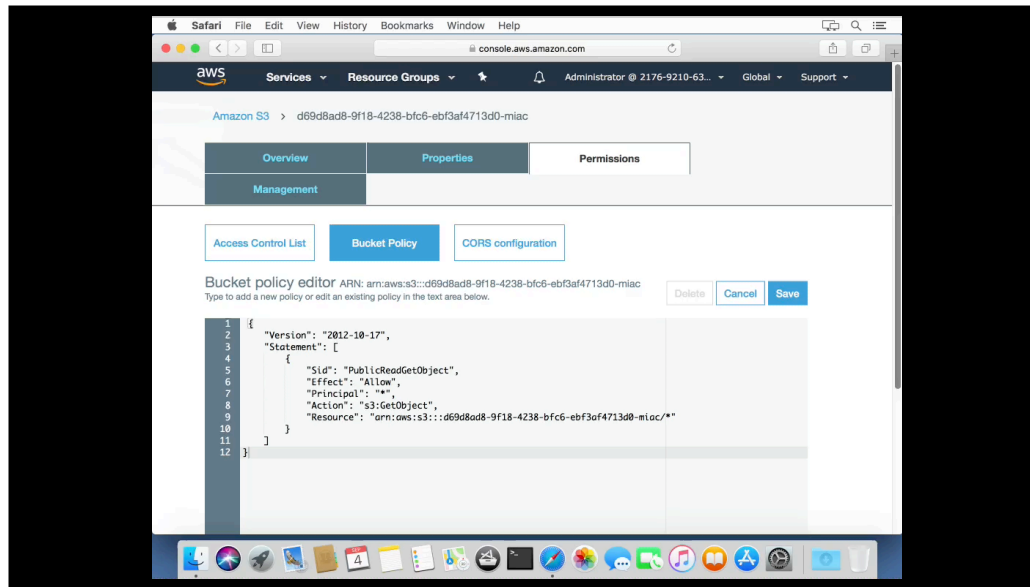 Safari File Edit View History Bookmarks Window Help
console.aws.amazon.com
aws Services Resource Groups Administrator @ 2176-9210-63... Global Support
Amazon S3 > d69d8ad8-9f18-4238-bfc6-ebf3af4713d0-miac
Overview Properties Permissions
Management
Access Control List Bucket Policy CORS configuration
Bucket policy editor ARN: arn:aws:s3:::d69d8ad8-9f18-4238-bfc6-ebf3af4713d0-miac
Type to add a new policy or edit an existing policy in the text area below.
Delete Cancel Save
1 {
2 "Version": "2012-10-17",
3 "Statement": [
4 {
5 "Sid": "PublicReadGetObject",
6 "Effect": "Allow",
7 "Principal": "*",
8 "Action": "s3:GetObject",
9 "Resource": "arn:aws:s3:::d69d8ad8-9f18-4238-bfc6-ebf3af4713d0-miac/*"
10 }
11 ]
12 }
4